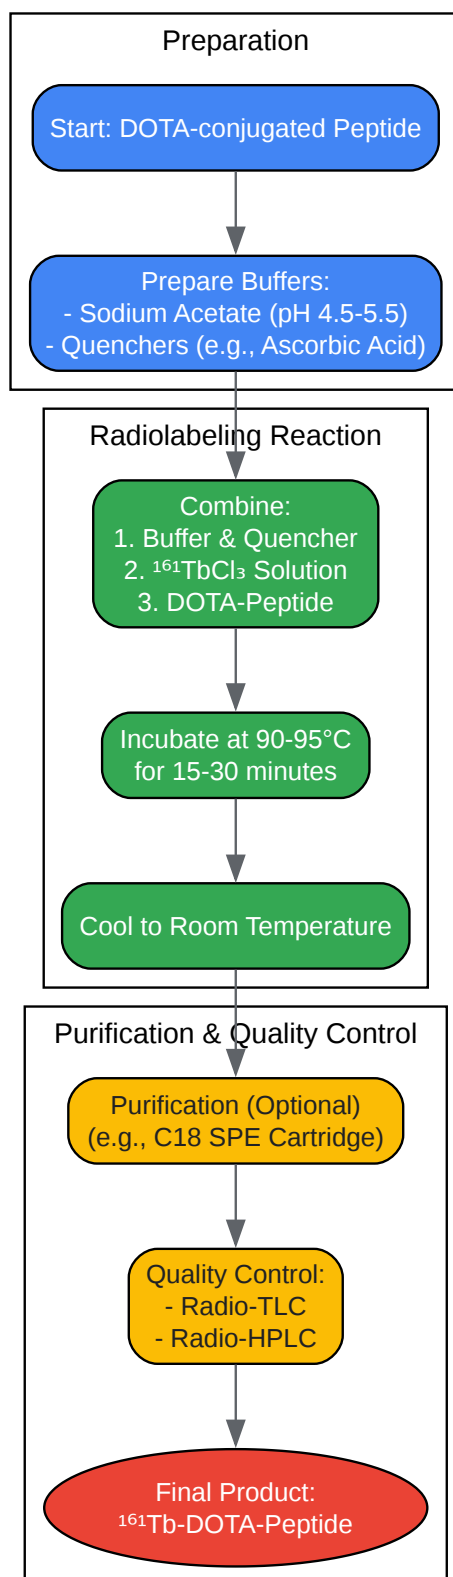 Preparation
Start: DOTA-conjugated Peptide
Prepare Buffers:
- Sodium Acetate (pH 4.5-5.5)
- Quenchers (e.g., Ascorbic Acid)
Radiolabeling Reaction
Combine:
1. Buffer & Quencher
2. ¹⁶¹TbCl₃ Solution
3. DOTA-Peptide
Incubate at 90-95°C
for 15-30 minutes
Cool to Room Temperature
Purification & Quality Control
Purification (Optional)
(e.g., C18 SPE Cartridge)
Quality Control:
- Radio-TLC
- Radio-HPLC
Final Product:
¹⁶¹Tb-DOTA-Peptide